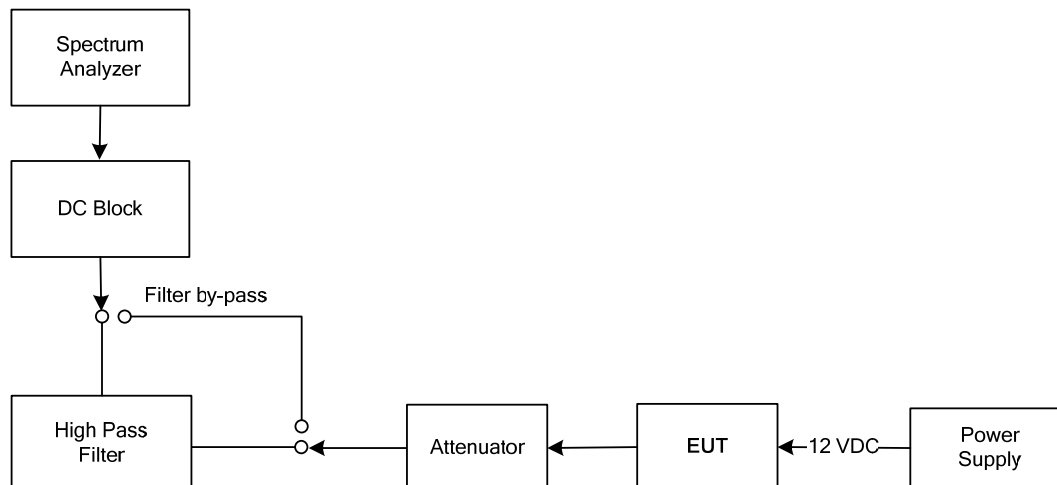 Spectrum
Analyzer
DC Block
Filter by-pass
High Pass
Filter
Attenuator
EUT
12 VDC
Power
Supply